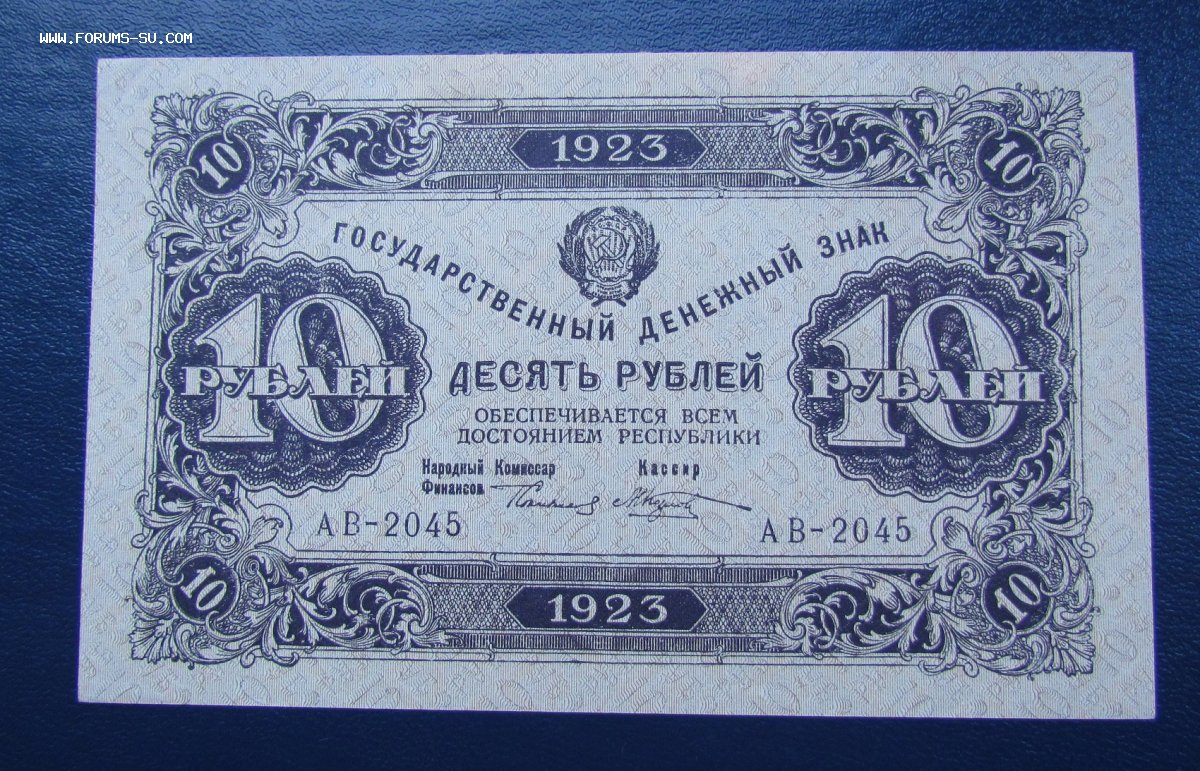 WWW.FORUMS-SU.COM
1923
10 10
ГОСУДАРСТВЕННЫЙ ДЕНЕЖНЫЙ ЗНАК
10 РУБЛЕЙ
10 РУБЛЕЙ
ДЕСЯТЬ РУБЛЕЙ
ОБЕСПЕЧИВАЕТСЯ ВСЕМ
ДОСТОЯНИЕМ РЕСПУБЛИКИ
Народный Комиссар Кассир
Финансов
АВ-2045 АВ-2045
10 10
1923